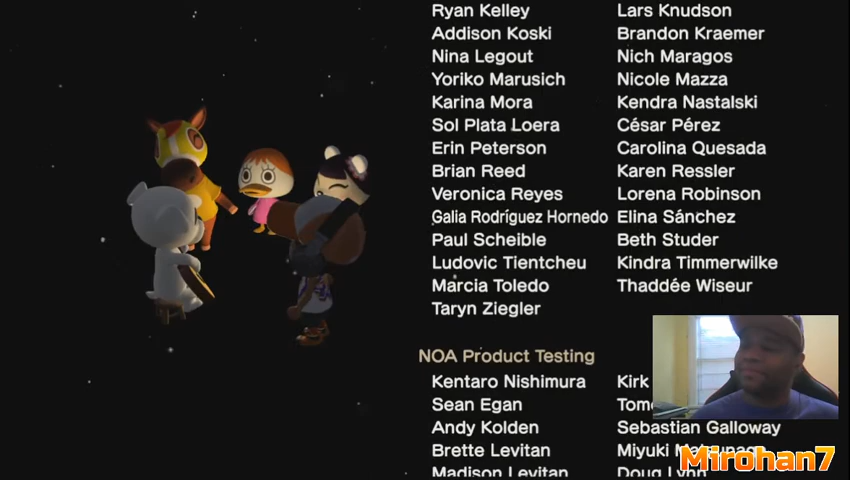 Ryan Kelley Lars Knudson
Addison Koski Brandon Kraemer
Nina Legout Nich Maragos
Yoriko Marusich Nicole Mazza
Karina Mora Kendra Nastalski
Sol Plata Loera César Pérez
Erin Peterson Carolina Quesada
Brian Reed Karen Ressler
Veronica Reyes Lorena Robinson
Galia Rodríguez Hornedo Elina Sánchez
Paul Scheible Beth Studer
Ludovic Tientcheu Kindra Timmerwilke
Marcia Toledo Thaddée Wiseur
Taryn Ziegler
NOA Product Testing
Kentaro Nishimura Kirk
Sean Egan
Andy Kolden Sebastian Galloway
Brette Levitan Miyuki
Madison Levitan Doug Lynn
Mirohan7